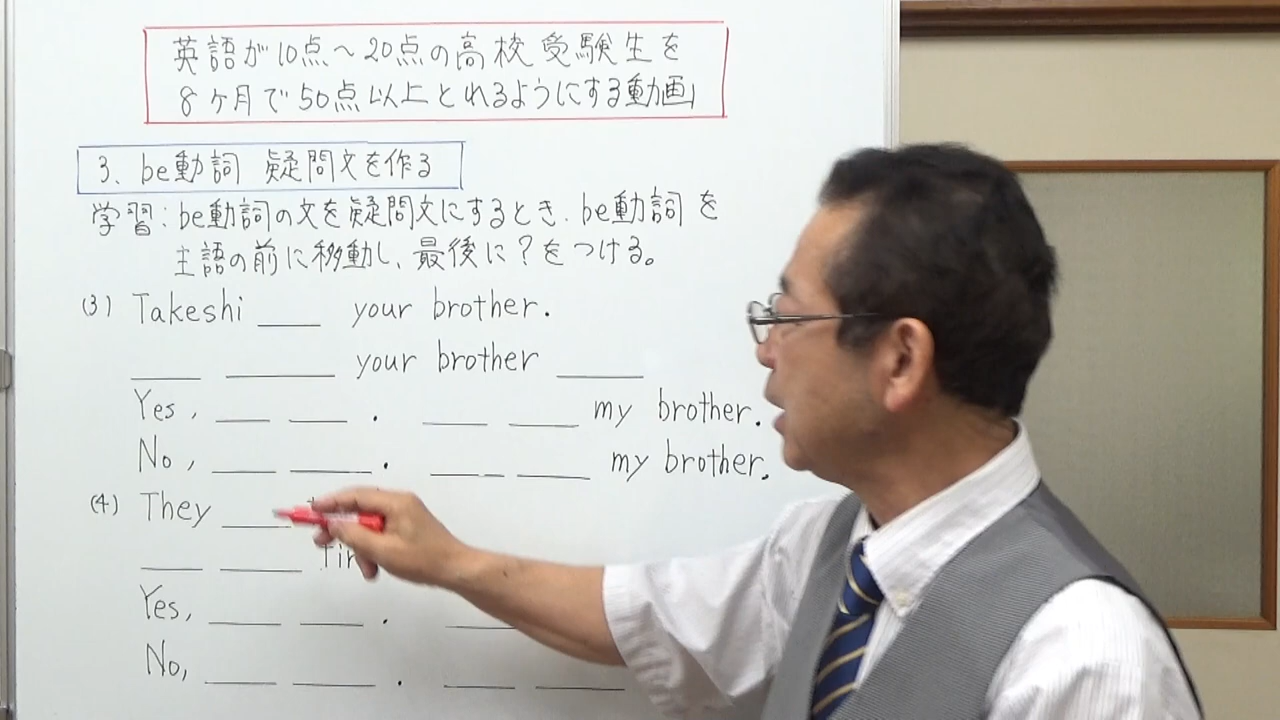 英語が10点～20点の高校受験生を
8ヶ月で50点以上とれるようにする動画」
3、be動詞 疑問文を作る
学習：be動詞の文を疑問文にするとき、be動詞を
主語の前に移動し、最後に？をつける。
(3) Takeshi ____ your brother.
____ ____ your brother ____
Yes, ____ ____ . ____ ____ my brother.
No, ____ ____ . ____ ____ my brother.
(4) They ____
____ ____
Yes, ____ ____ . ____
No, ____ ____ . ____ ____